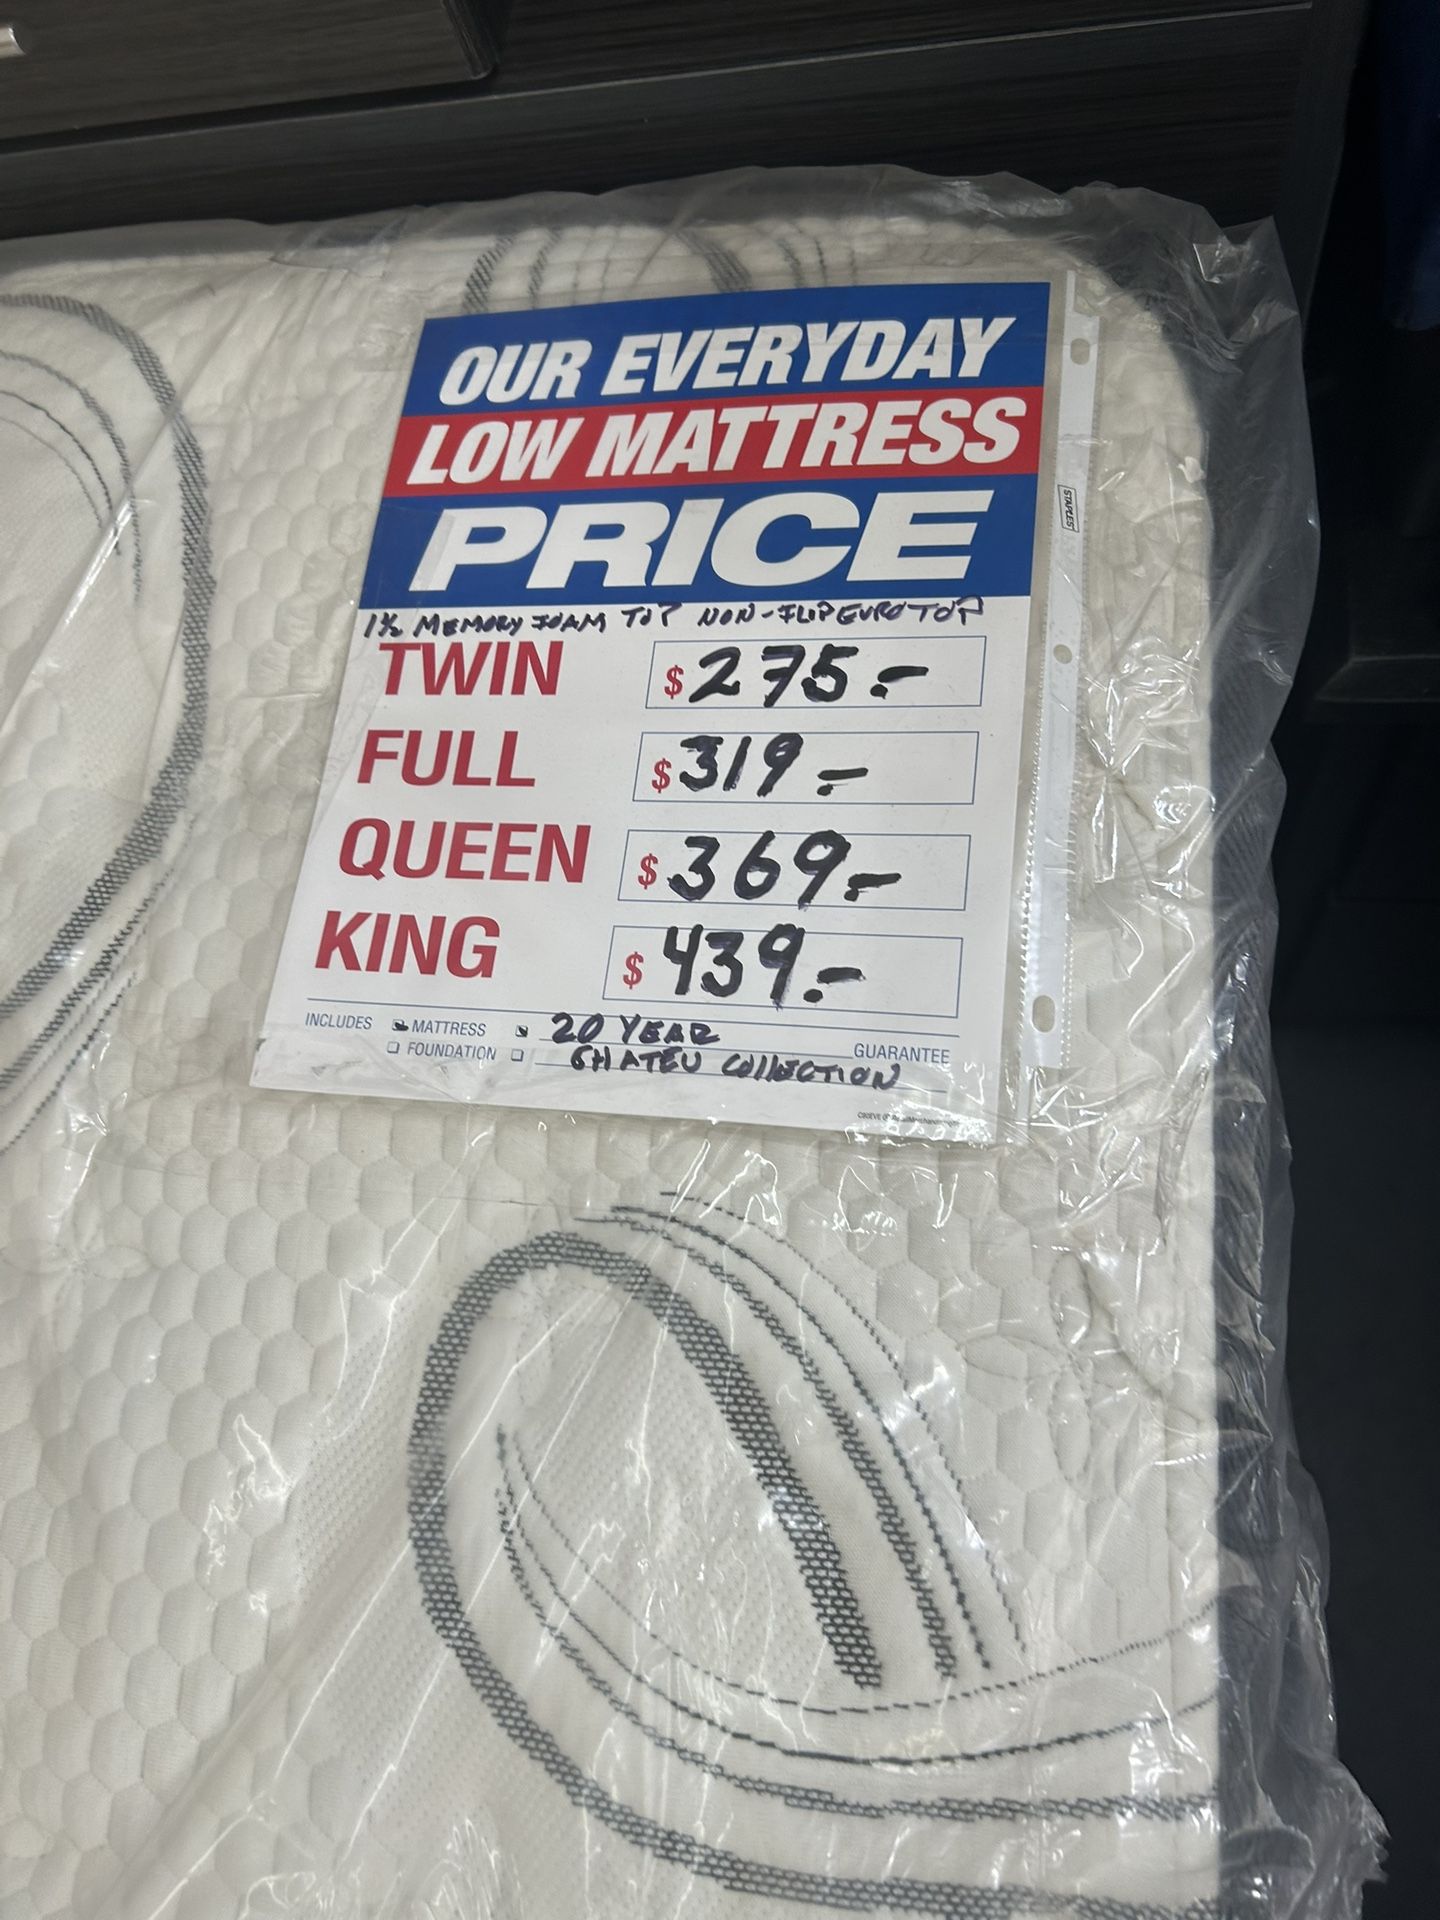 OUR EVERYDAY
LOW MATTRESS
PRICE
1½ MEMORY FOAM TOP NON-FLIP EURO TOP
TWIN $275.-
FULL $319.-
QUEEN $369.-
KING $439.-
INCLUDES MATTRESS 20 YEAR GUARANTEE
FOUNDATION CHATEU COLLECTION
STAPLES